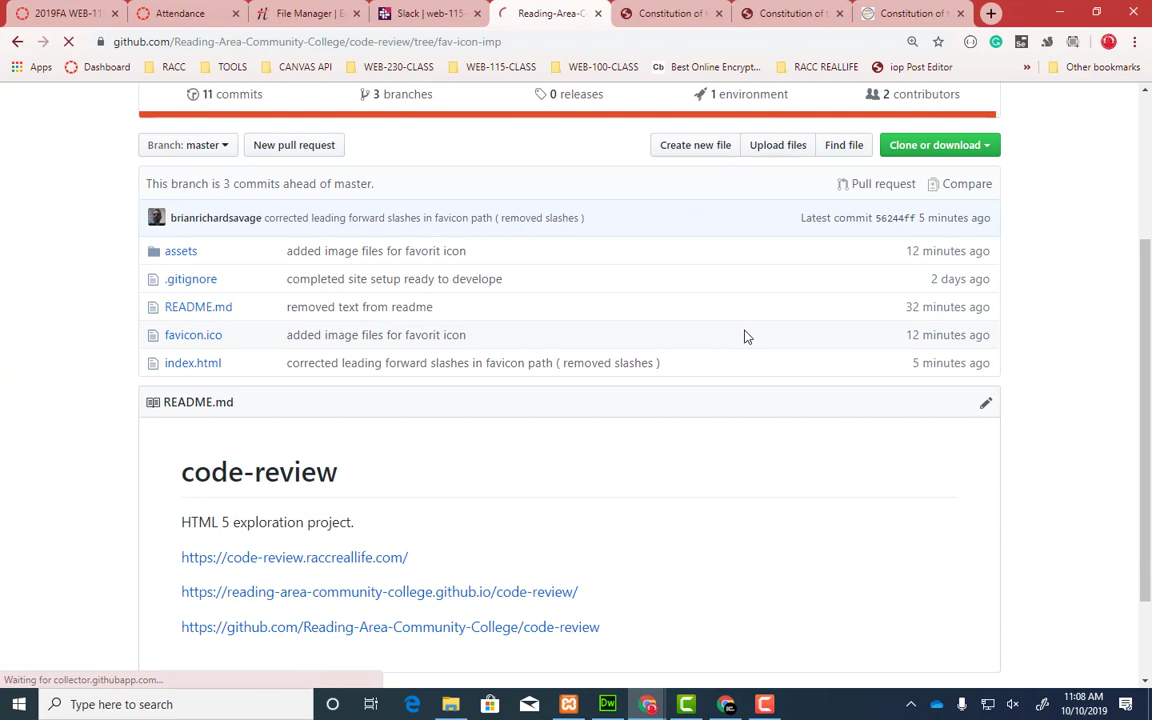 2019FA WEB-11
Attendance
File Manager | E
Slack | web-115-
Reading-Area-C
Constitution of t
Constitution of t
Constitution of t
github.com/Reading-Area-Community-College/code-review/tree/fav-icon-imp
Apps
Dashboard
RACC
TOOLS
CANVAS API
WEB-230-CLASS
WEB-115-CLASS
WEB-100-CLASS
Cb Best Online Encrypt...
RACC REALLIFE
iop Post Editor
»
Other bookmarks
11 commits
3 branches
0 releases
1 environment
2 contributors
Branch: master
New pull request
Create new file
Upload files
Find file
Clone or download
This branch is 3 commits ahead of master.
Pull request
Compare
brianrichardsavage corrected leading forward slashes in favicon path ( removed slashes )
Latest commit 56244ff 5 minutes ago
assets added image files for favorit icon 12 minutes ago
.gitignore completed site setup ready to develope 2 days ago
README.md removed text from readme 32 minutes ago
favicon.ico added image files for favorit icon 12 minutes ago
index.html corrected leading forward slashes in favicon path ( removed slashes ) 5 minutes ago
README.md
code-review
HTML 5 exploration project.
https://code-review.raccreallife.com/
https://reading-area-community-college.github.io/code-review/
https://github.com/Reading-Area-Community-College/code-review
Waiting for collector.githubapp.com...
Type here to search
Dw
11:08 AM
10/10/2019